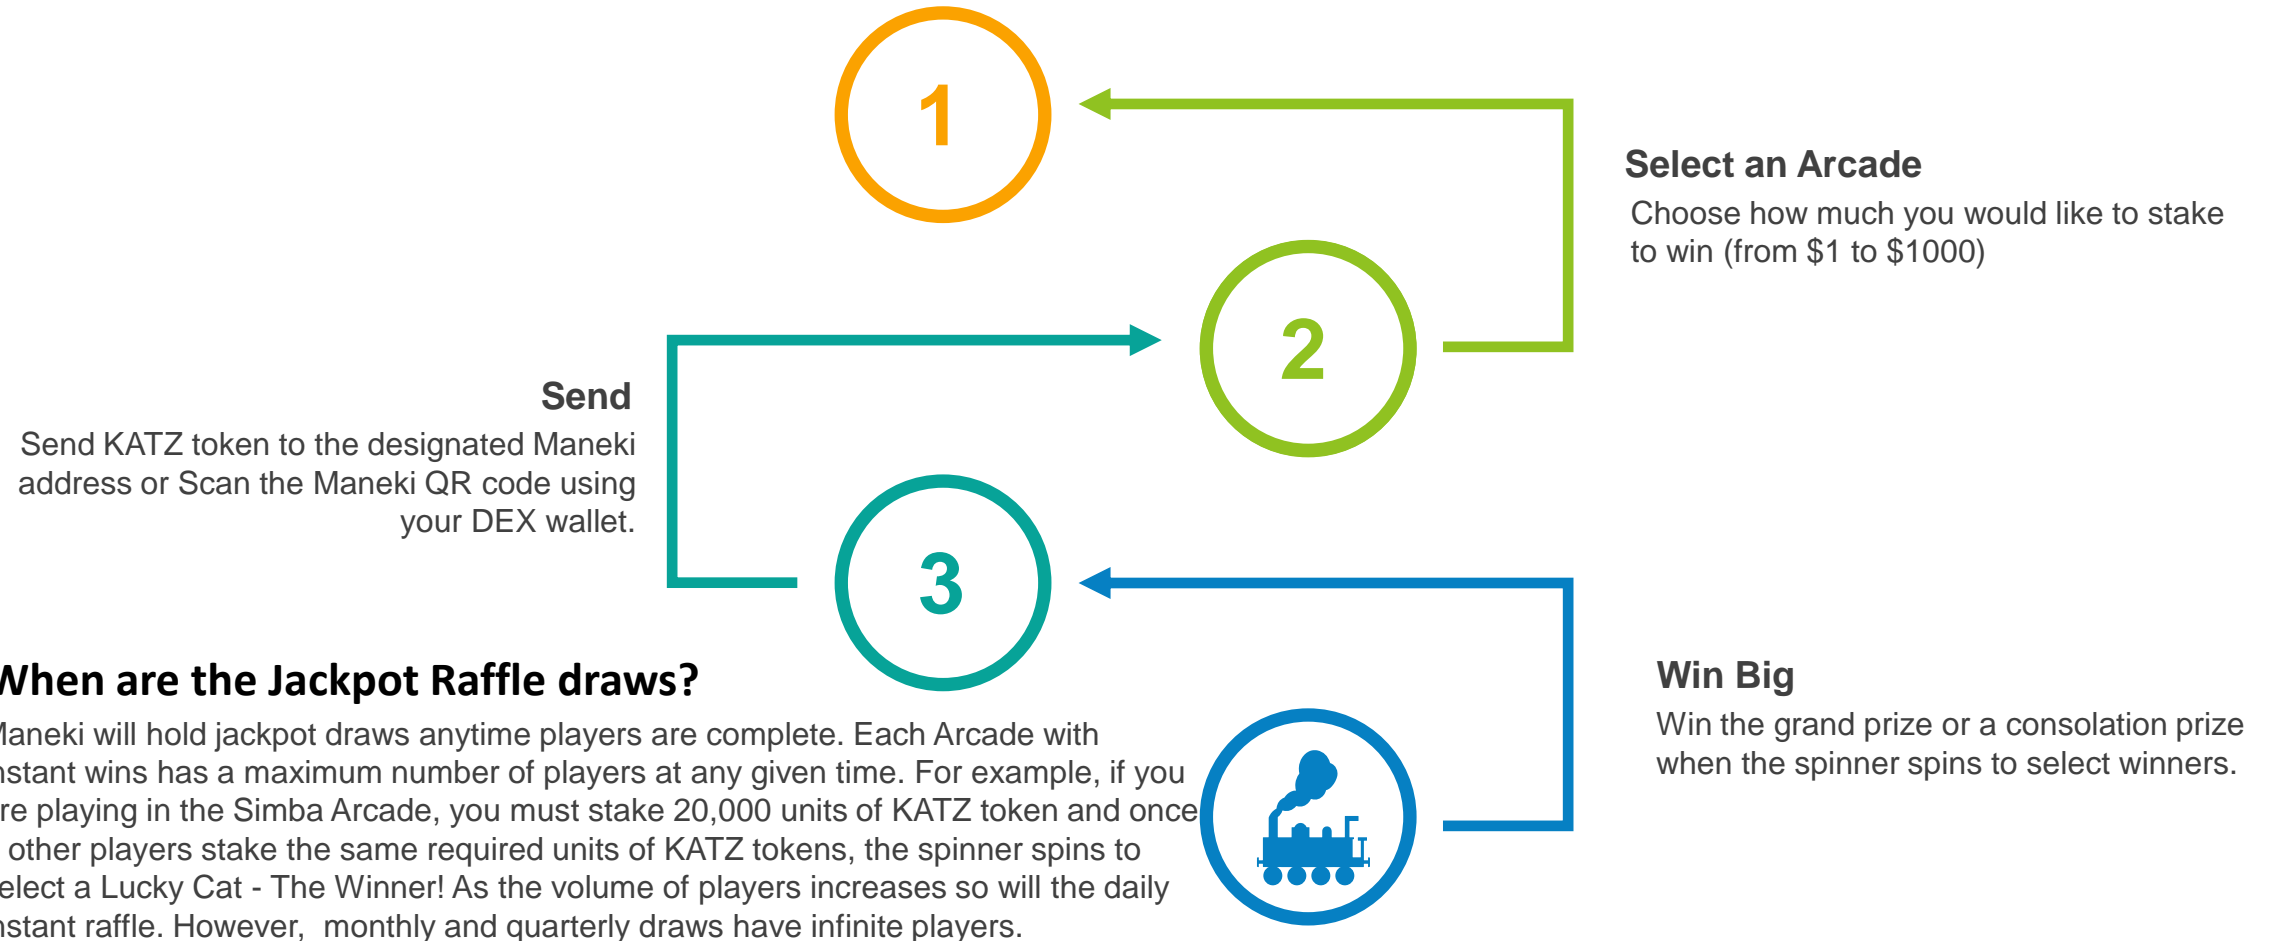 1
Select an Arcade
Choose how much you would like to stake
to win (from $1 to $1000)
2
Send
Send KATZ token to the designated Maneki
address or Scan the Maneki QR code using
your DEX wallet.
3
When are the Jackpot Raffle draws?
Maneki will hold jackpot draws anytime players are complete. Each Arcade with
instant wins has a maximum number of players at any given time. For example, if you
are playing in the Simba Arcade, you must stake 20,000 units of KATZ token and once
other players stake the same required units of KATZ tokens, the spinner spins to
select a Lucky Cat - The Winner! As the volume of players increases so will the daily
instant raffle. However, monthly and quarterly draws have infinite players.
Win Big
Win the grand prize or a consolation prize
when the spinner spins to select winners.